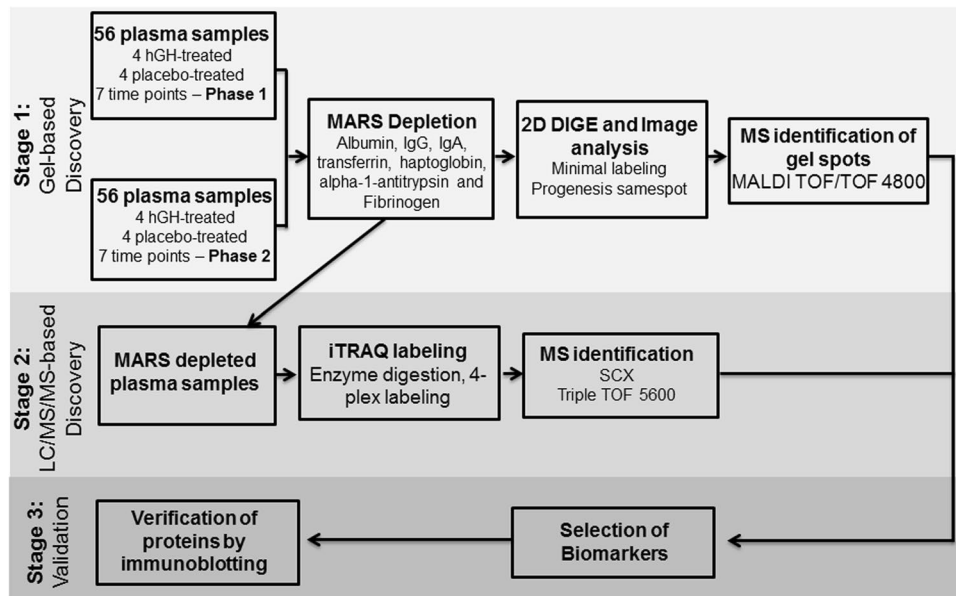 Stage 1:
Gel-based
Discovery
56 plasma samples
4 hGH-treated
4 placebo-treated
7 time points – Phase 1
56 plasma samples
4 hGH-treated
4 placebo-treated
7 time points – Phase 2
MARS Depletion
Albumin, IgG, IgA,
transferrin, haptoglobin,
alpha-1-antitrypsin and
Fibrinogen
2D DIGE and Image
analysis
Minimal labeling
Progenesis samespot
MS identification of
gel spots
MALDI TOF/TOF 4800
Stage 2:
LC/MS/MS-based
Discovery
MARS depleted
plasma samples
iTRAQ labeling
Enzyme digestion, 4-
plex labeling
MS identification
SCX
Triple TOF 5600
Stage 3:
Validation
Verification of
proteins by
immunoblotting
Selection of
Biomarkers